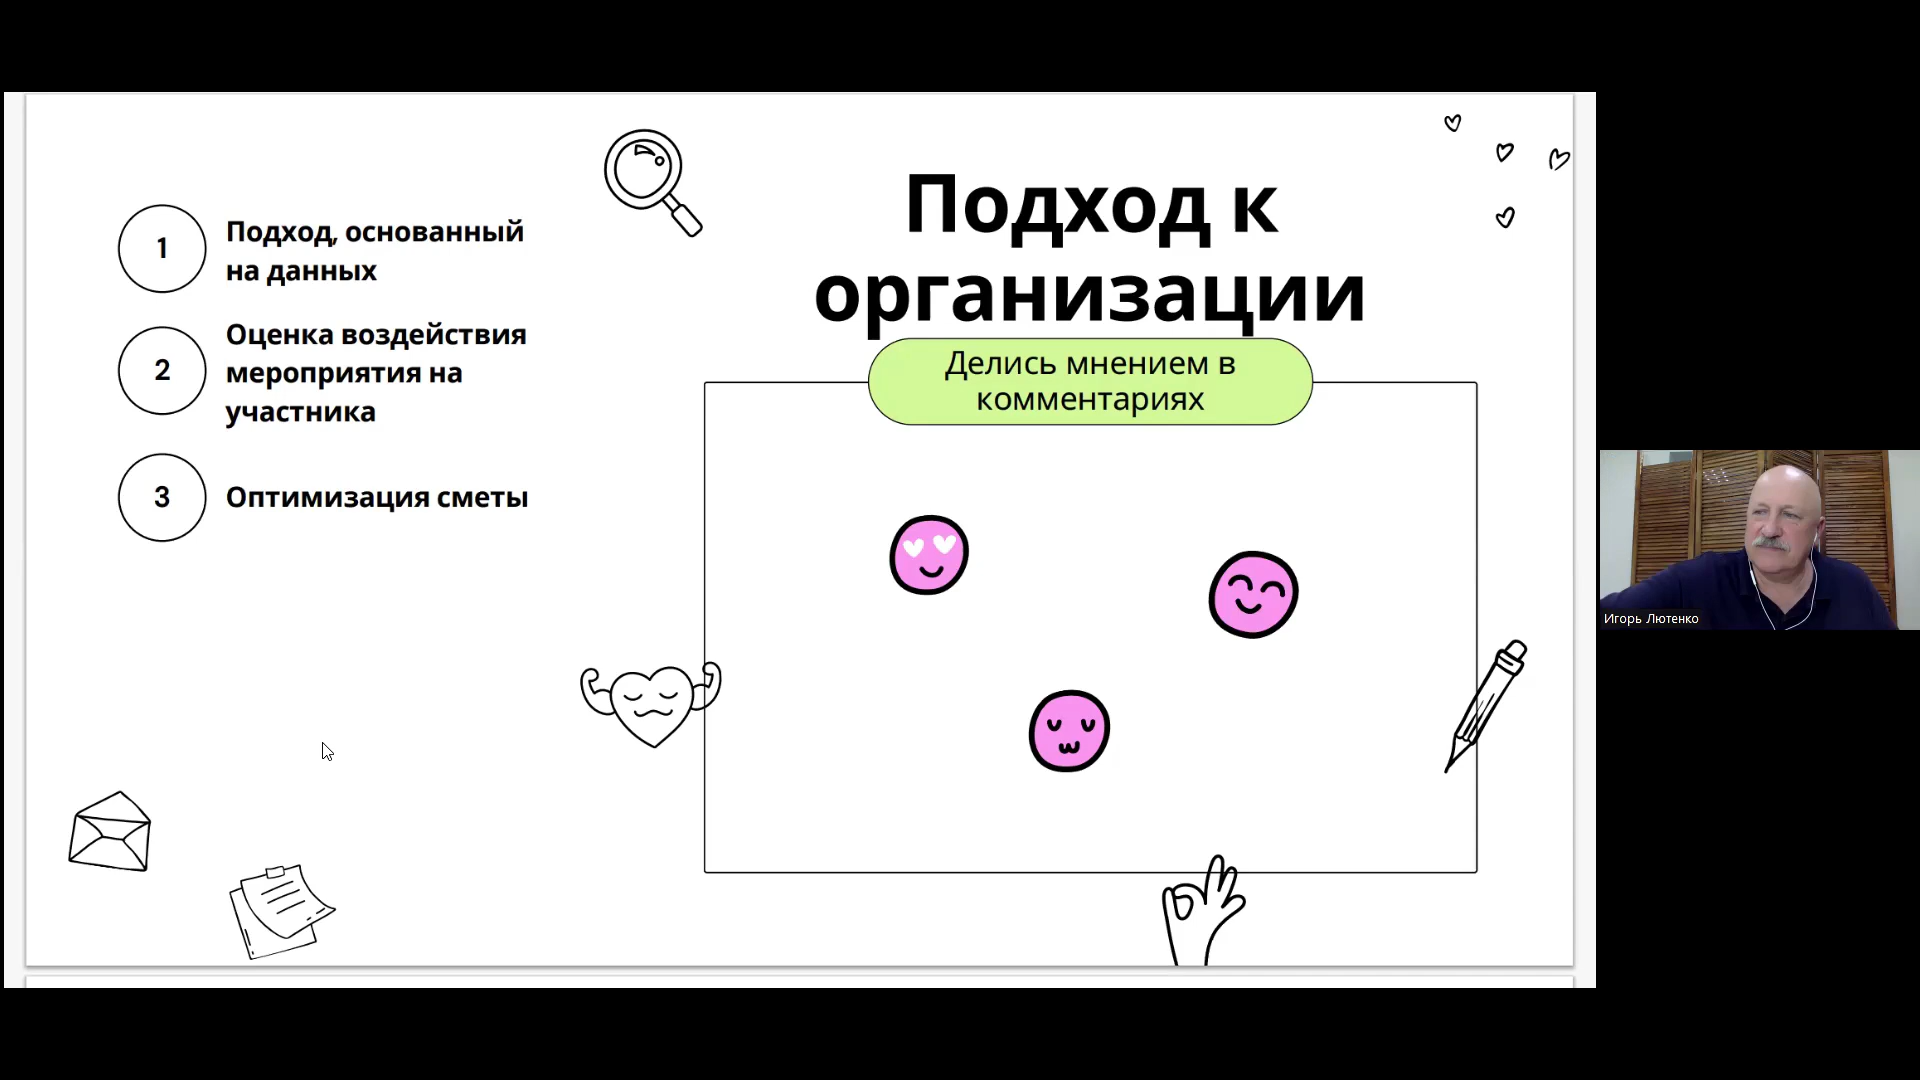 Подход к
организации
Делись мнением в
комментариях
1
Подход, основанный
на данных
2
Оценка воздействия
мероприятия на
участника
3
Оптимизация сметы
Игорь Лютенко